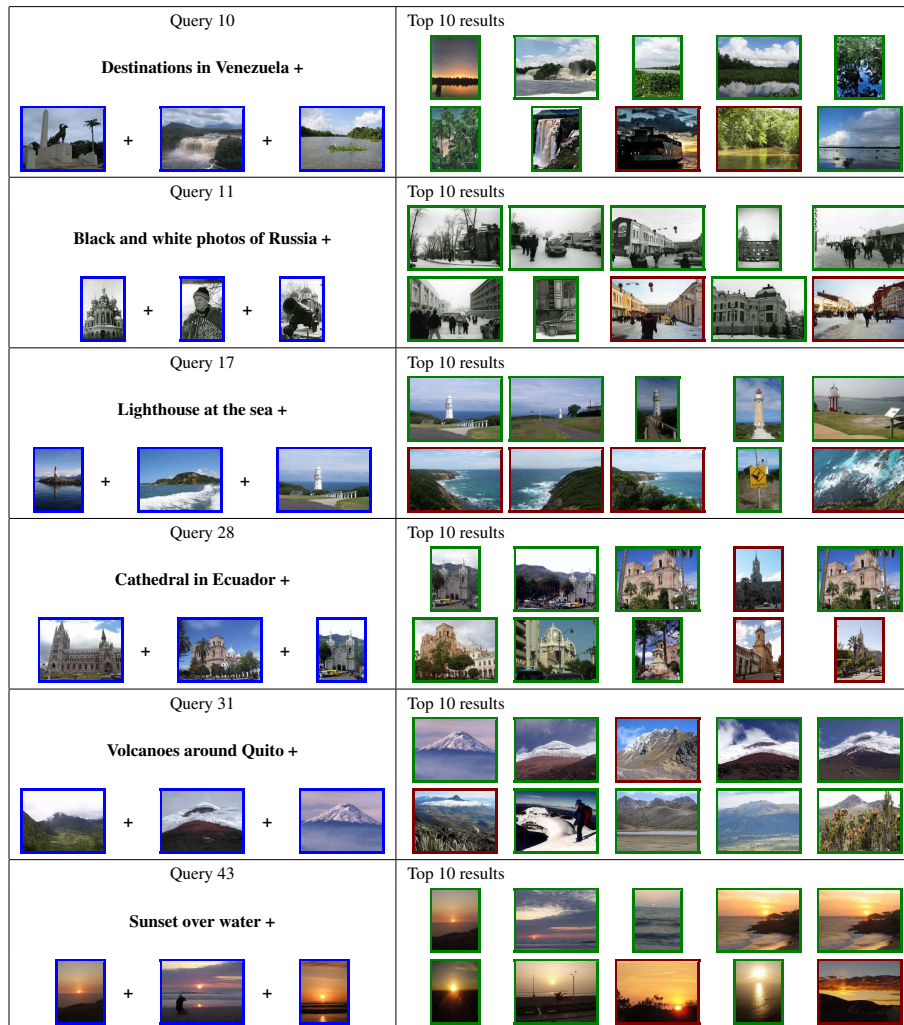 Query 10
Top 10 results
Destinations in Venezuela +
+ +
Query 11
Top 10 results
Black and white photos of Russia +
+ +
Query 17
Top 10 results
Lighthouse at the sea +
+ +
Query 28
Top 10 results
Cathedral in Ecuador +
+ +
Query 31
Top 10 results
Volcanoes around Quito +
+ +
Query 43
Top 10 results
Sunset over water +
+ +